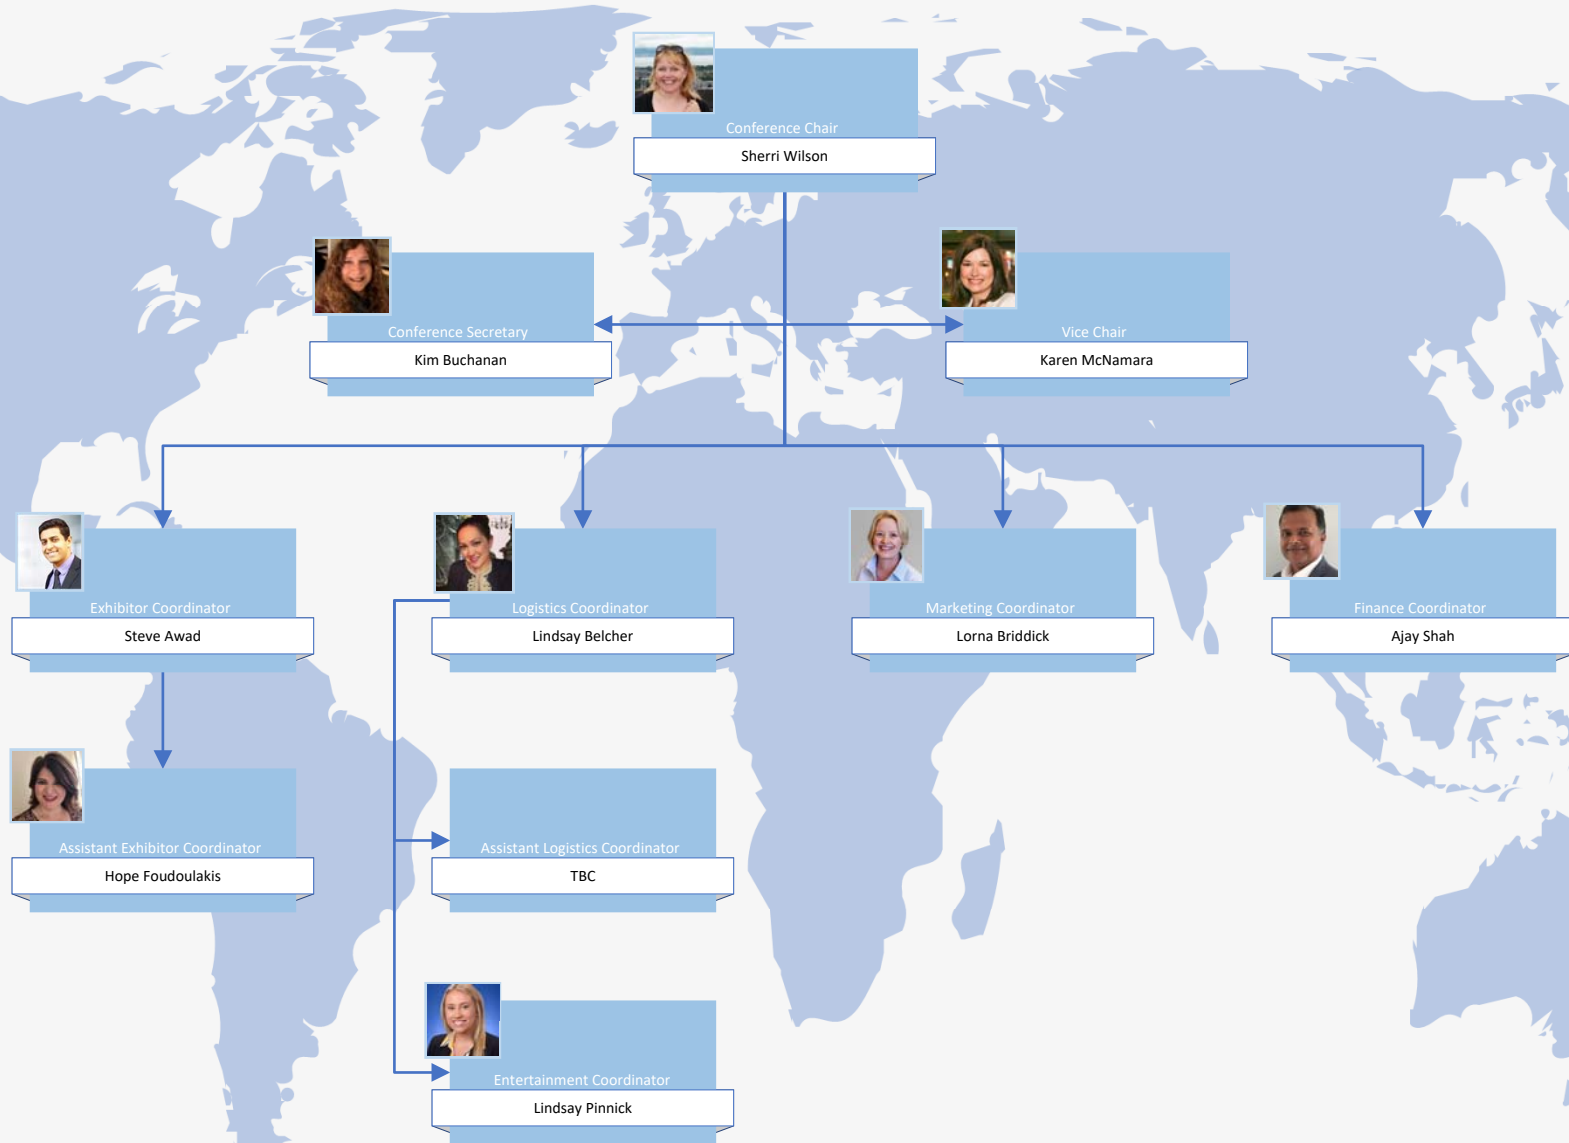 Conference Chair
Sherri Wilson
Conference Secretary
Kim Buchanan
Vice Chair
Karen McNamara
Exhibitor Coordinator
Steve Awad
Logistics Coordinator
Lindsay Belcher
Marketing Coordinator
Lorna Briddick
Finance Coordinator
Ajay Shah
Assistant Exhibitor Coordinator
Hope Foudoulakis
Assistant Logistics Coordinator
TBC
Entertainment Coordinator
Lindsay Pinnick